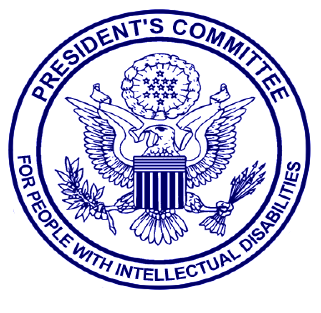 PRESIDENT'S COMMITTEE
FOR PEOPLE WITH INTELLECTUAL DISABILITIES